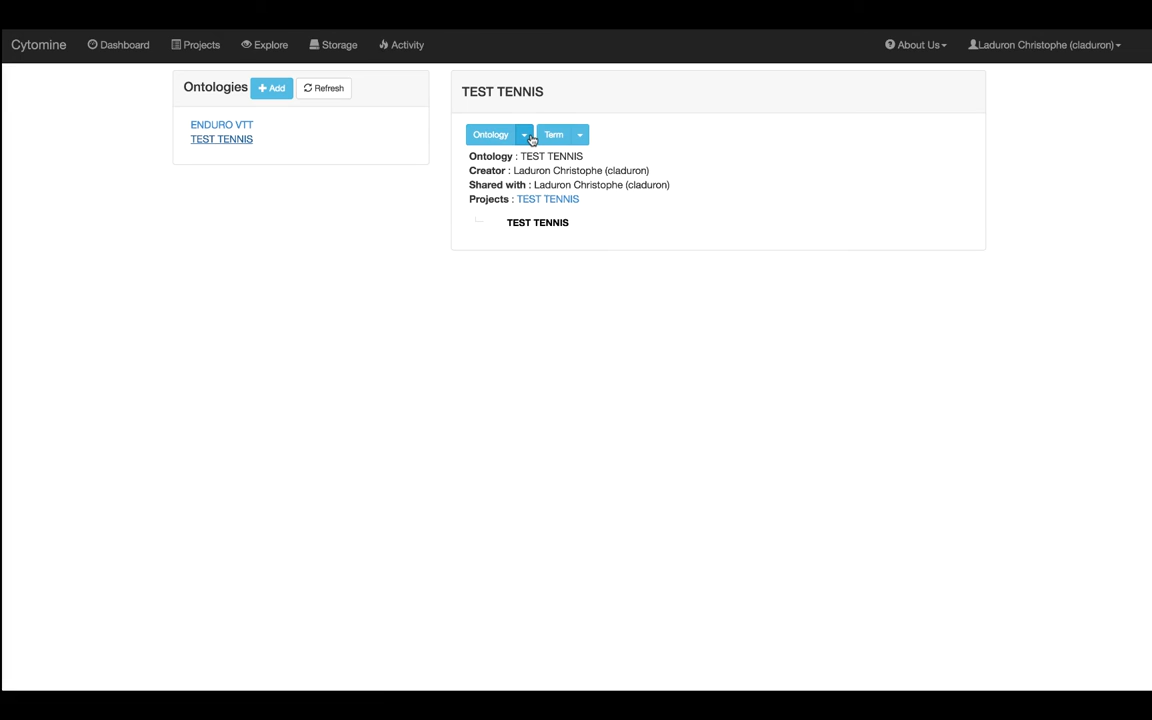 Cytomine Dashboard Projects Explore Storage Activity About Us Laduron Christophe (claduron)
Ontologies Add Refresh
ENDURO VTT
TEST TENNIS
TEST TENNIS
Ontology Term
Ontology : TEST TENNIS
Creator : Laduron Christophe (claduron)
Shared with : Laduron Christophe (claduron)
Projects : TEST TENNIS
TEST TENNIS